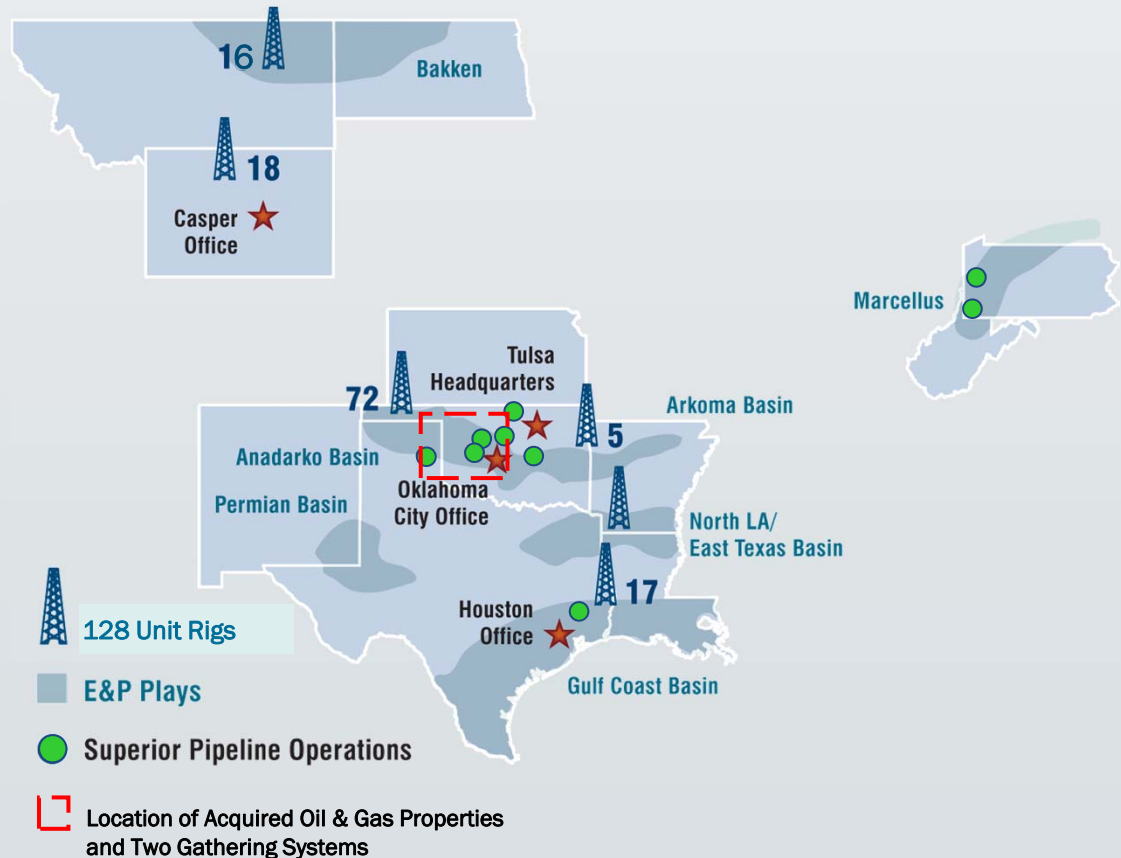 16
Bakken
18
Casper
Office
Marcellus
Tulsa
Headquarters
72
Arkoma Basin
5
Anadarko Basin
Oklahoma
City Office
Permian Basin
North LA/
East Texas Basin
17
Houston
Office
128 Unit Rigs
Gulf Coast Basin
E&P Plays
Superior Pipeline Operations
Location of Acquired Oil & Gas Properties
and Two Gathering Systems